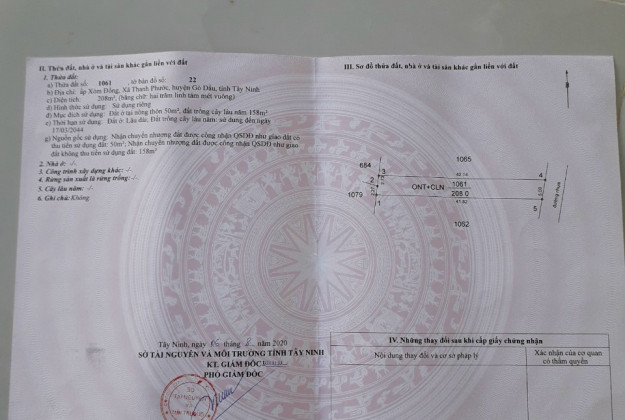 II. Thửa đất, nhà ở và tài sản khác gắn liền với đất
1. Thửa đất:
a) Thửa đất số: 1061, tờ bản đồ số: 22
b) Địa chỉ: ấp Xóm Đồng, Xã Thanh Phước, huyện Gò Dầu, tỉnh Tây Ninh
c) Diện tích: 208m², (bằng chữ: hai trăm linh tám mét vuông)
d) Hình thức sử dụng: Sử dụng riêng
đ) Mục đích sử dụng: Đất ở tại nông thôn 50m², đất trồng cây lâu năm 158m²
e) Thời hạn sử dụng: Đất ở: Lâu dài, Đất trồng cây lâu năm: sử dụng đến ngày
17/03/2044
g) Nguồn gốc sử dụng: Nhận chuyển nhượng đất được công nhận QSDĐ như giao đất có
thu tiền sử dụng đất: 50m²; Nhận chuyển nhượng đất được công nhận QSDĐ như giao
đất không thu tiền sử dụng đất: 158m²
2. Nhà ở: -/-
3. Công trình xây dựng khác: -/-
4. Rừng sản xuất là rừng trồng: -/-
5. Cây lâu năm: -/-
6. Ghi chú: Không
Tây Ninh, ngày tháng năm 2020
SỞ TÀI NGUYÊN VÀ MÔI TRƯỜNG TỈNH TÂY NINH
KT. GIÁM ĐỐC
PHÓ GIÁM ĐỐC
SỞ
TÀI NGUYÊN
III. Sơ đồ thửa đất, nhà ở và tài sản khác gắn liền với đất
1065
684
3
4
ONT+CLN
1061
208.0
1079
1
5
1062
IV. Những thay đổi sau khi cấp giấy chứng nhận
Nội dung thay đổi và cơ sở pháp lý
Xác nhận của cơ quan
có thẩm quyền